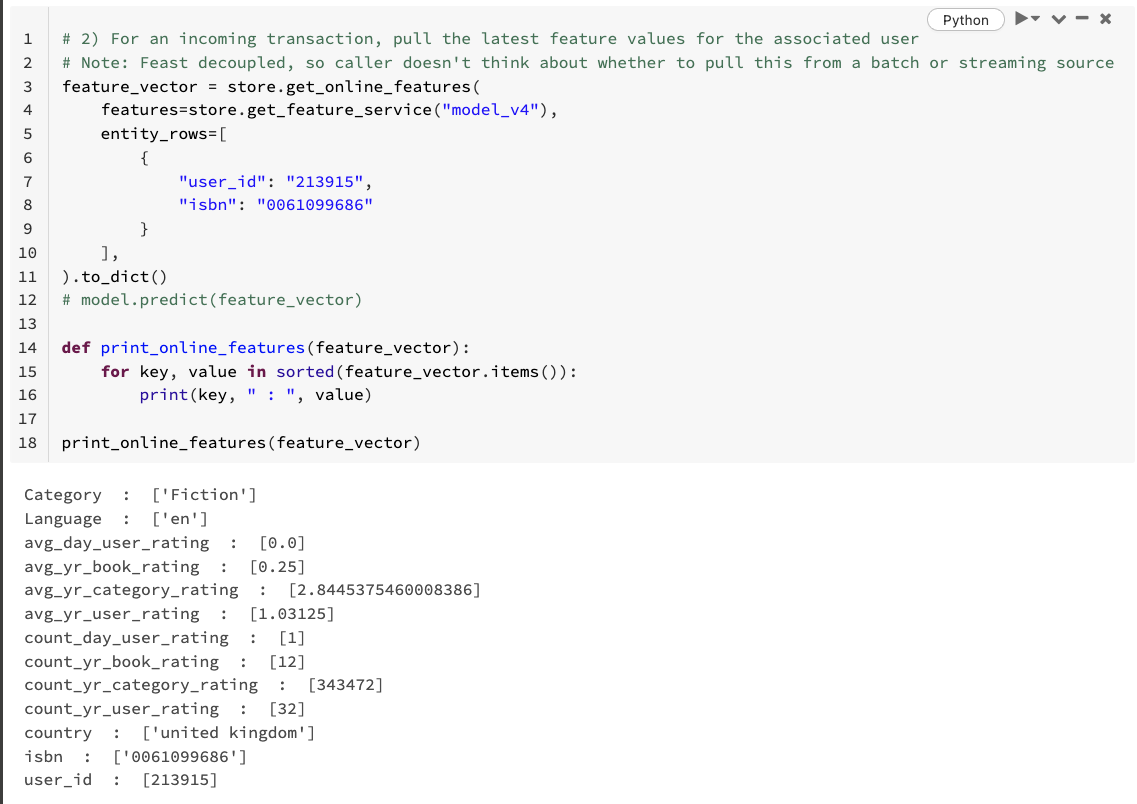 Python
1 # 2) For an incoming transaction, pull the latest feature values for the associated user
2 # Note: Feast decoupled, so caller doesn't think about whether to pull this from a batch or streaming source
3 feature_vector = store.get_online_features(
4     features=store.get_feature_service("model_v4"),
5     entity_rows=[
6         {
7             "user_id": "213915",
8             "isbn": "0061099686"
9         }
10     ],
11 ).to_dict()
12 # model.predict(feature_vector)
13
14 def print_online_features(feature_vector):
15     for key, value in sorted(feature_vector.items()):
16         print(key, " : ", value)
17
18 print_online_features(feature_vector)
Category  :  ['Fiction']
Language  :  ['en']
avg_day_user_rating  :  [0.0]
avg_yr_book_rating  :  [0.25]
avg_yr_category_rating  :  [2.8445375460008386]
avg_yr_user_rating  :  [1.03125]
count_day_user_rating  :  [1]
count_yr_book_rating  :  [12]
count_yr_category_rating  :  [343472]
count_yr_user_rating  :  [32]
country  :  ['united kingdom']
isbn  :  ['0061099686']
user_id  :  [213915]